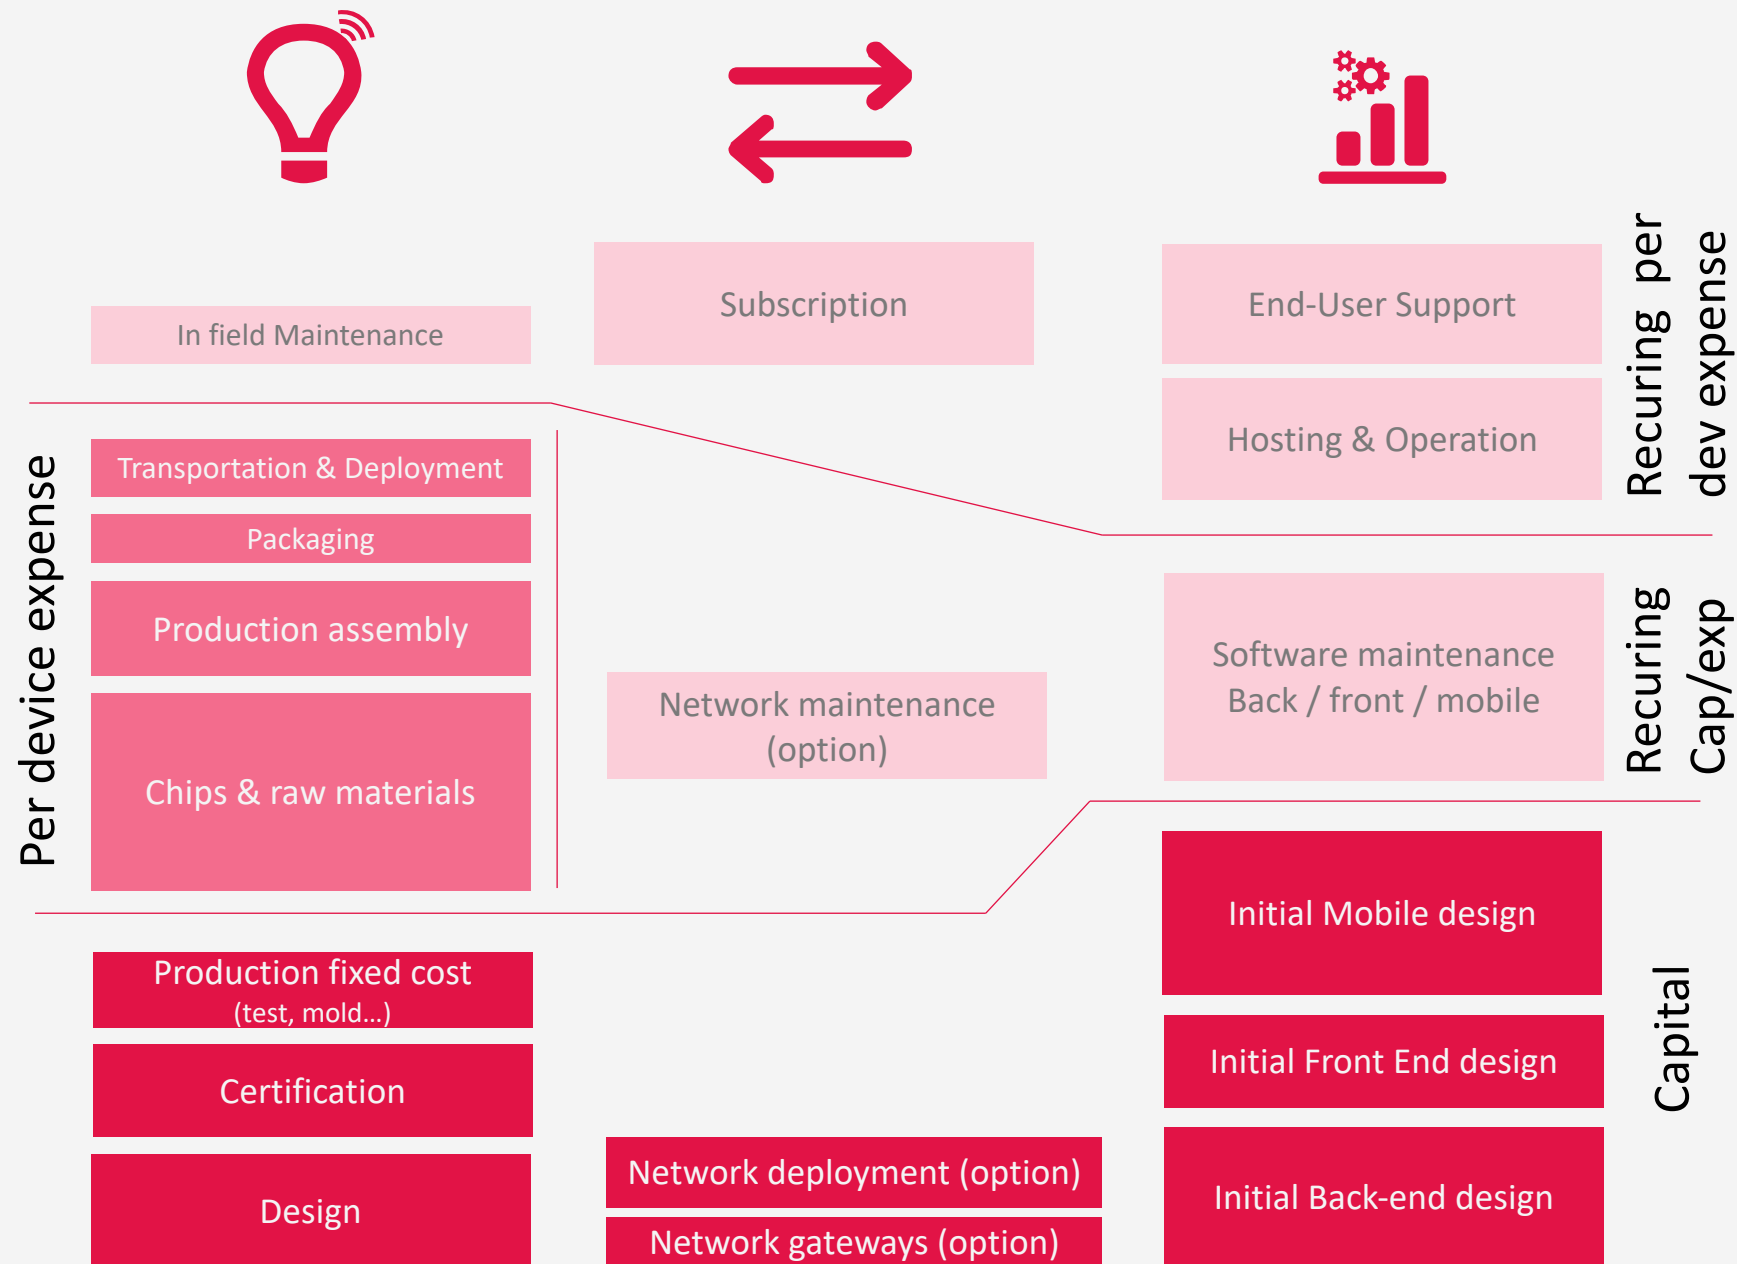 Subscription
End-User Support
In field Maintenance
Hosting & Operation
Recuring per
dev expense
Per device expense
Transportation & Deployment
Packaging
Production assembly
Chips & raw materials
Network maintenance
(option)
Software maintenance
Back / front / mobile
Recuring
Cap/exp
Initial Mobile design
Production fixed cost
(test, mold...)
Initial Front End design
Certification
Capital
Network deployment (option)
Initial Back-end design
Design
Network gateways (option)